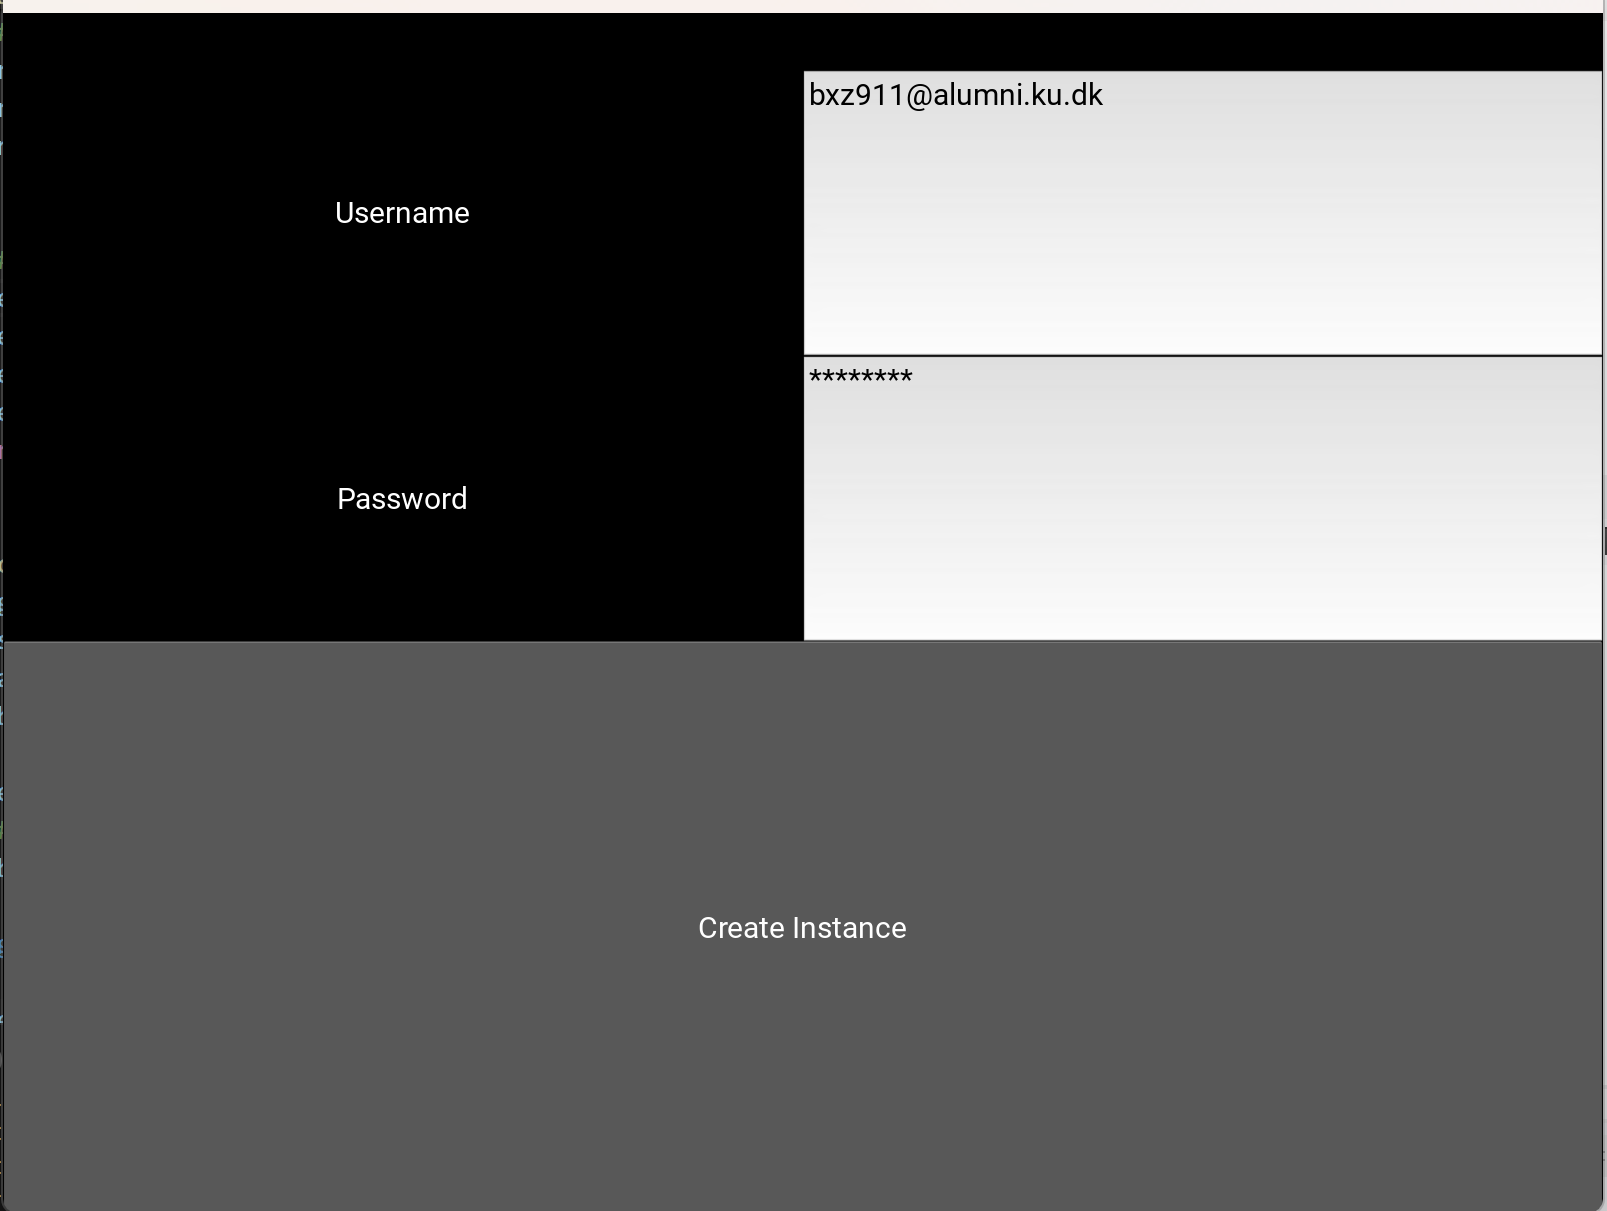 bxz911@alumni.ku.dk
Username
********
Password
Create Instance